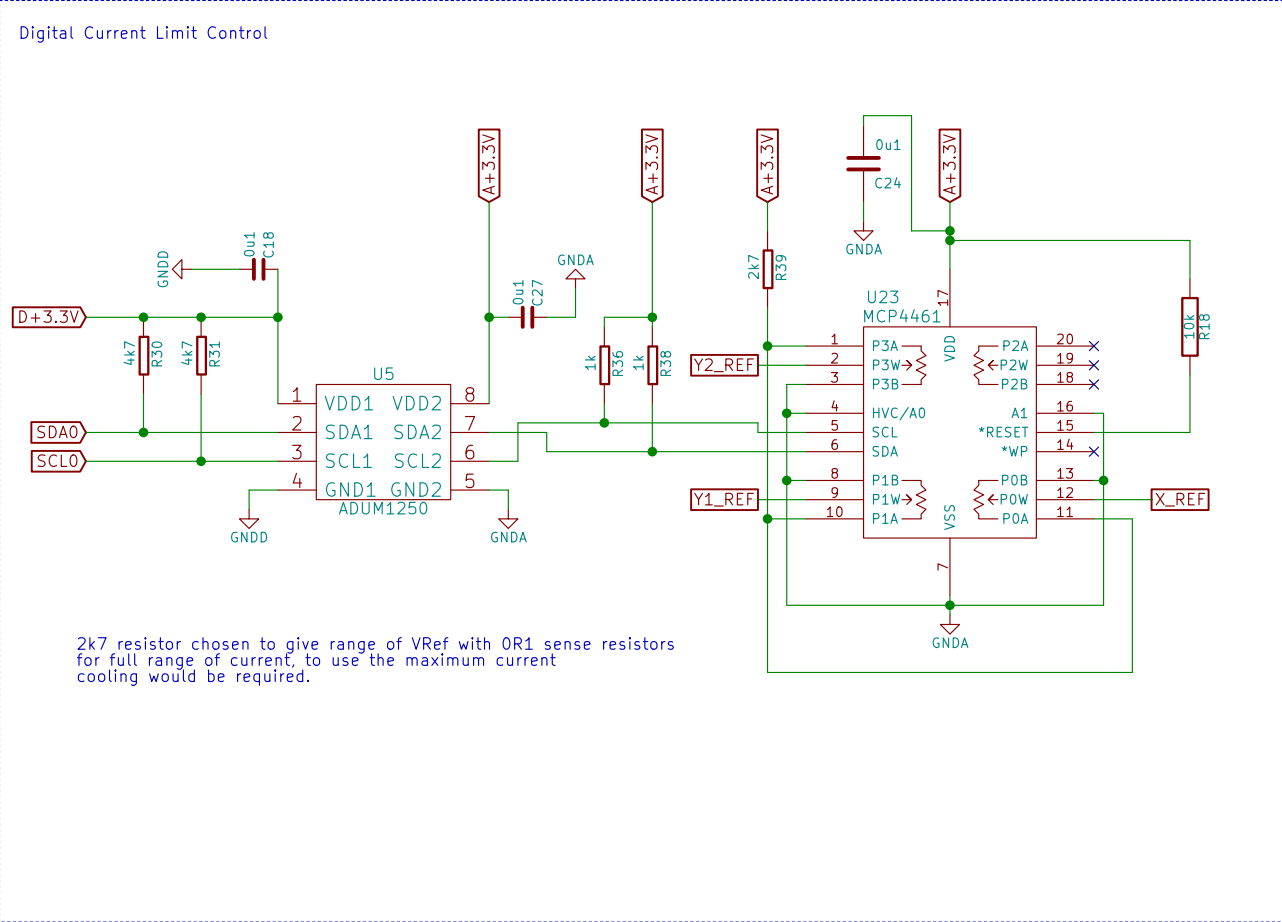 Digital Current Limit Control
A+3.3V
A+3.3V
A+3.3V
A+3.3V
0u1
C24
GNDA
0u1
C18
GNDD
GNDA
0u1
C27
2k7
R39
D+3.3V
4k7
R30
4k7
R31
1k
R36
1k
R38
10k
R18
U23
MCP4461
17
VDD
U5
ADUM1250
1 VDD1 VDD2 8
SDA0 2 SDA1 SDA2 7
SCL0 3 SCL1 SCL2 6
4 GND1 GND2 5
GNDD
GNDA
1 P3A P2A 20
Y2_REF 2 P3W P2W 19
3 P3B P2B 18
4 HVC/A0 A1 16
5 SCL *RESET 15
6 SDA *WP 14
8 P1B P0B 13
Y1_REF 9 P1W P0W 12 X_REF
10 P1A P0A 11
VSS
7
GNDA
2k7 resistor chosen to give range of VRef with 0R1 sense resistors
for full range of current, to use the maximum current
cooling would be required.